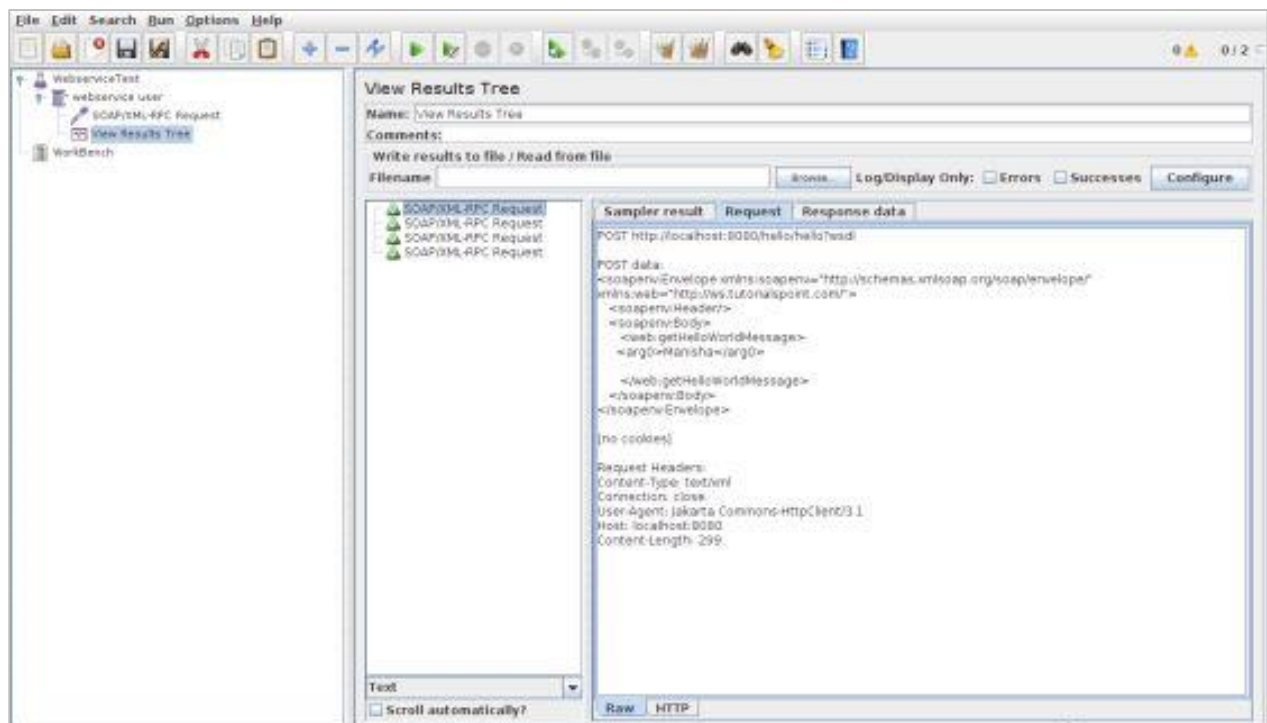 File Edit Search Run Options Help
0 0 / 2
WebserviceTest
webservice user
SOAP/XML-RPC Request
View Results Tree
WorkBench
View Results Tree
Name: View Results Tree
Comments:
Write results to file / Read from file
Filename Browse... Log/Display Only: Errors Successes Configure
SOAP/XML-RPC Request
SOAP/XML-RPC Request
SOAP/XML-RPC Request
SOAP/XML-RPC Request
Text
Scroll automatically?
Sampler result Request Response data
POST http://localhost:8080/hello/hello?wsdl
POST data:
<soapenv:Envelope xmlns:soapenv="http://schemas.xmlsoap.org/soap/envelope/"
xmlns:web="http://ws.tutorialspoint.com/">
<soapenv:Header/>
<soapenv:Body>
<web:getHelloWorldMessage>
<arg0>Manisha</arg0>
</web:getHelloWorldMessage>
</soapenv:Body>
</soapenv:Envelope>
[no cookies]
Request Headers:
Content-Type: text/xml
Connection: close
User-Agent: Jakarta Commons-HttpClient/3.1
Host: localhost:8080
Content-Length: 299
Raw HTTP